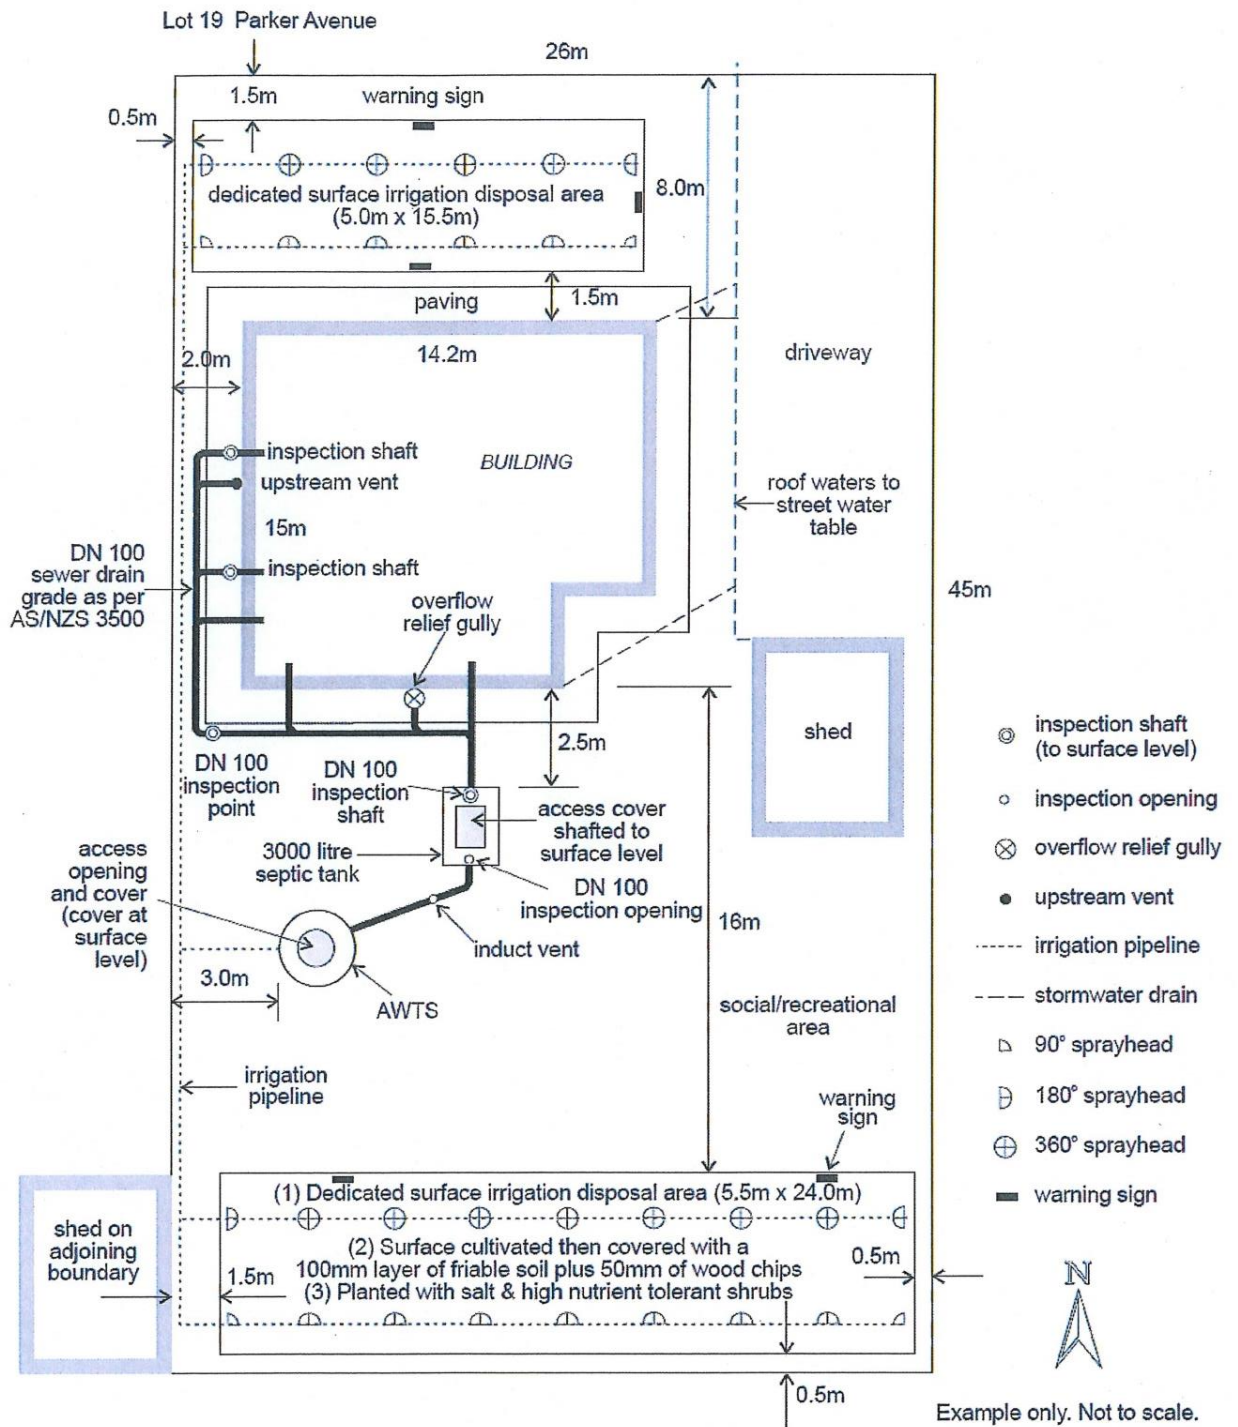 Lot 19 Parker Avenue
26m
1.5m
warning sign
0.5m
dedicated surface irrigation disposal area
(5.0m x 15.5m)
8.0m
paving
1.5m
2.0m
14.2m
driveway
inspection shaft
BUILDING
upstream vent
roof waters to
street water
table
15m
DN 100
sewer drain
grade as per
AS/NZS 3500
inspection shaft
overflow
relief gully
45m
shed
2.5m
DN 100
inspection
point
DN 100
inspection
shaft
access cover
shafted to
surface level
3000 litre
septic tank
DN 100
inspection opening
access
opening
and cover
(cover at
surface
level)
induct vent
16m
3.0m
AWTS
social/recreational
area
irrigation
pipeline
warning
sign
(1) Dedicated surface irrigation disposal area (5.5m x 24.0m)
(2) Surface cultivated then covered with a
100mm layer of friable soil plus 50mm of wood chips
(3) Planted with salt & high nutrient tolerant shrubs
shed on
adjoining
boundary
1.5m
0.5m
0.5m
inspection shaft
(to surface level)
inspection opening
overflow relief gully
upstream vent
irrigation pipeline
stormwater drain
90° sprayhead
180° sprayhead
360° sprayhead
warning sign
N
Example only. Not to scale.